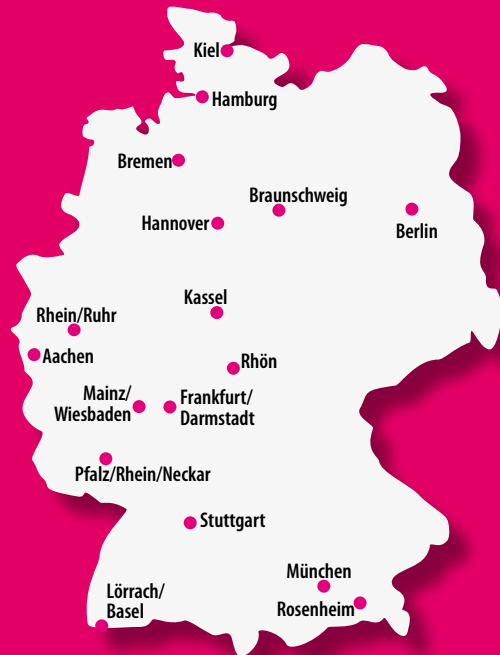 Kiel
Hamburg
Bremen
Braunschweig
Hannover
Berlin
Kassel
Rhein/Ruhr
Aachen
Rhön
Mainz/
Wiesbaden
Frankfurt/
Darmstadt
Pfalz/Rhein/Neckar
Stuttgart
München
Rosenheim
Lörrach/
Basel